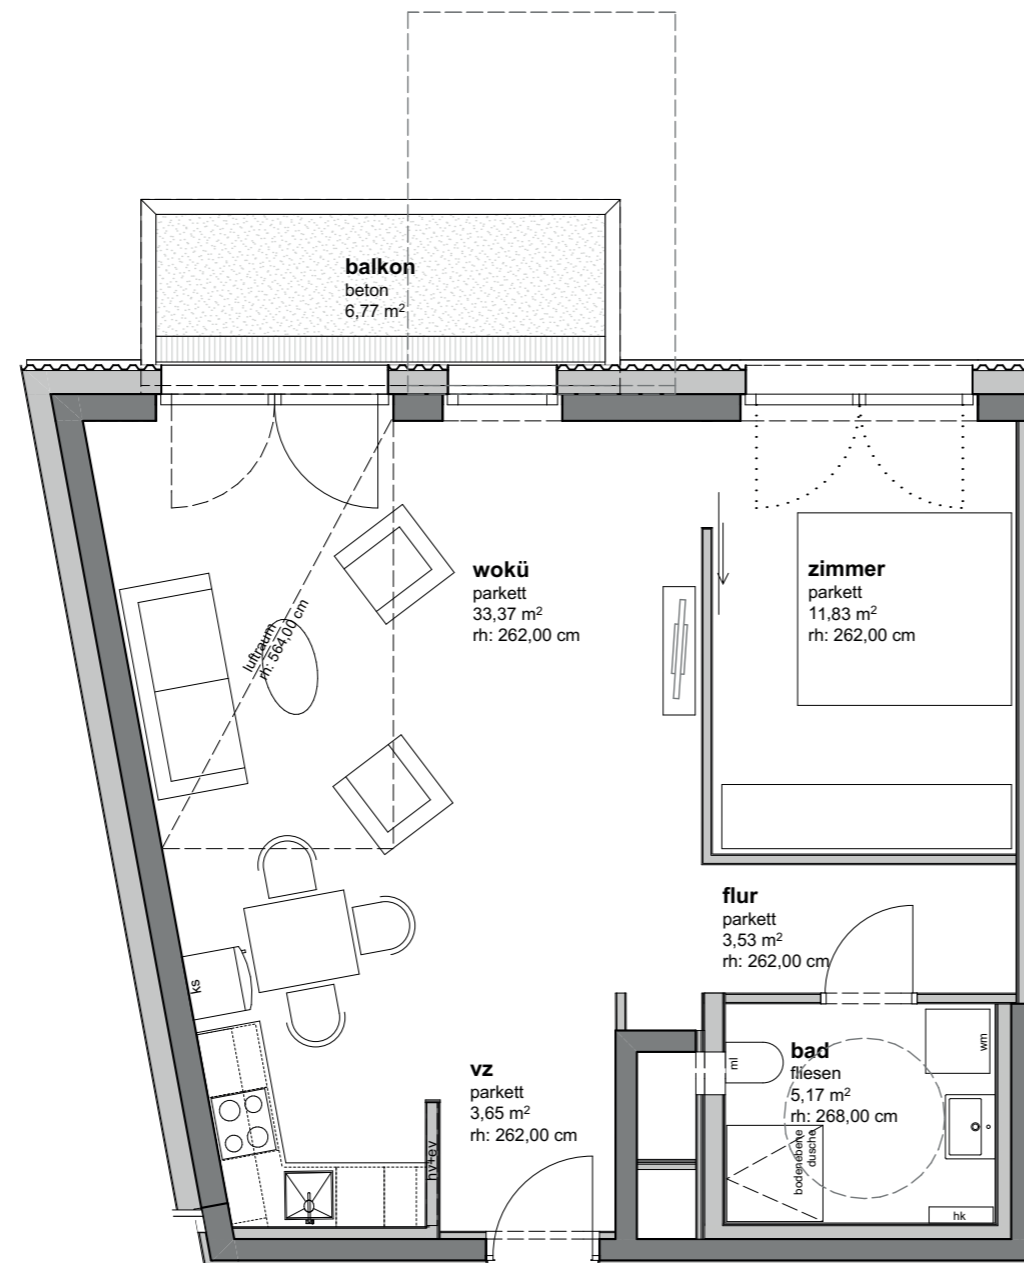 balkon
beton
6,77 m²
wokü
parkett
33,37 m²
rh: 262,00 cm
zimmer
parkett
11,83 m²
rh: 262,00 cm
luftraum
rh: 564,00 cm
flur
parkett
3,53 m²
rh: 262,00 cm
ks
vz
parkett
3,65 m²
rh: 262,00 cm
hv+ev
bad
fliesen
5,17 m²
rh: 268,00 cm
ml
wm
bodenebene
dusche
hk